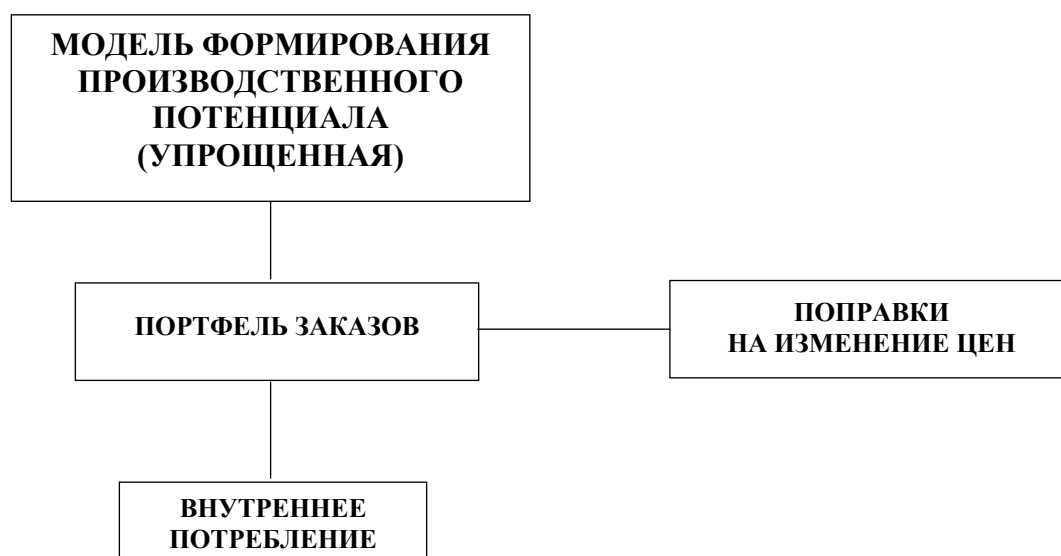 МОДЕЛЬ ФОРМИРОВАНИЯ
ПРОИЗВОДСТВЕННОГО
ПОТЕНЦИАЛА
(УПРОЩЕННАЯ)
ПОРТФЕЛЬ ЗАКАЗОВ
ПОПРАВКИ
НА ИЗМЕНЕНИЕ ЦЕН
ВНУТРЕННЕЕ
ПОТРЕБЛЕНИЕ